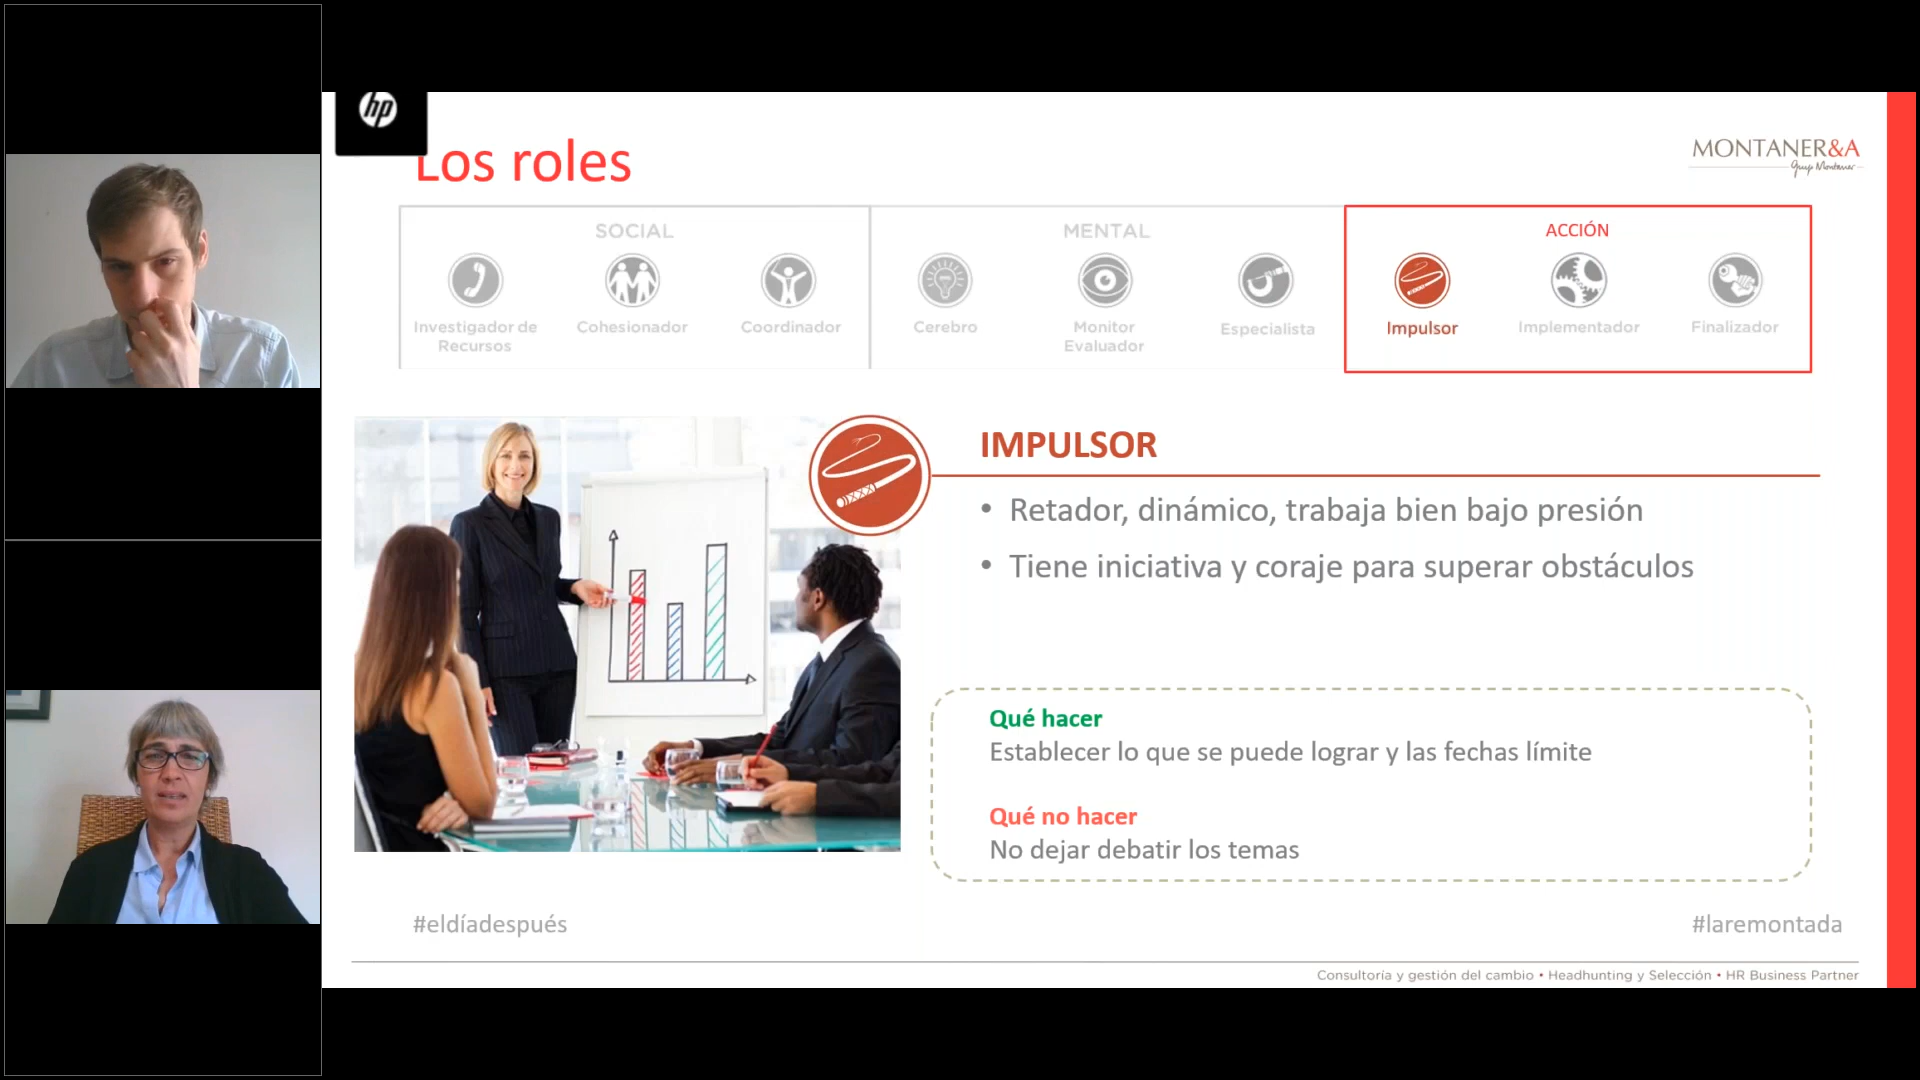 hp
Los roles
MONTANER&A
Grup Montaner
SOCIAL
MENTAL
ACCIÓN
Investigador de
Recursos
Cohesionador
Coordinador
Cerebro
Monitor
Evaluador
Especialista
Impulsor
Implementador
Finalizador
IMPULSOR
• Retador, dinámico, trabaja bien bajo presión
• Tiene iniciativa y coraje para superar obstáculos
Qué hacer
Establecer lo que se puede lograr y las fechas límite
Qué no hacer
No dejar debatir los temas
#eldíadespués
#laremontada
Consultoría y gestión del cambio • Headhunting y Selección • HR Business Partner